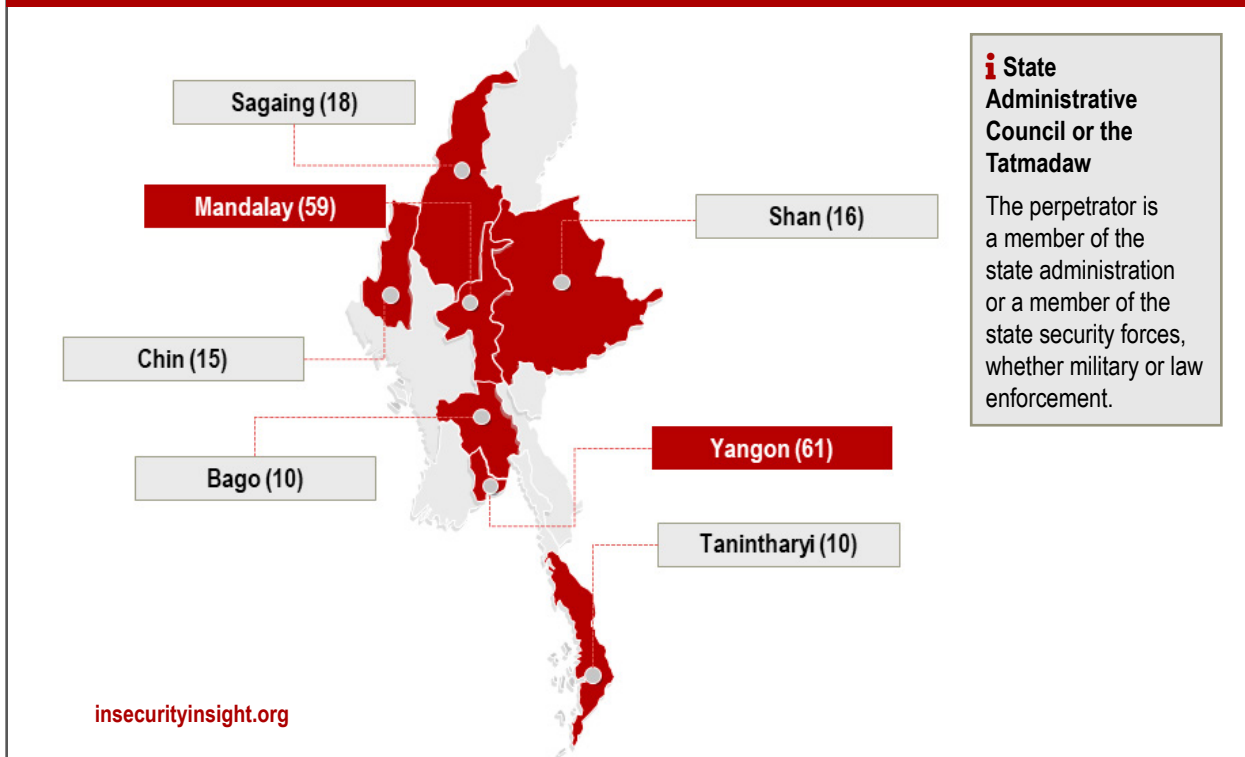 Sagaing (18)
Mandalay (59)
Shan (16)
Chin (15)
Bago (10)
Yangon (61)
Tanintharyi (10)
insecurityinsight.org
i State
Administrative
Council or the
Tatmadaw
The perpetrator is
a member of the
state administration
or a member of the
state security forces,
whether military or law
enforcement.